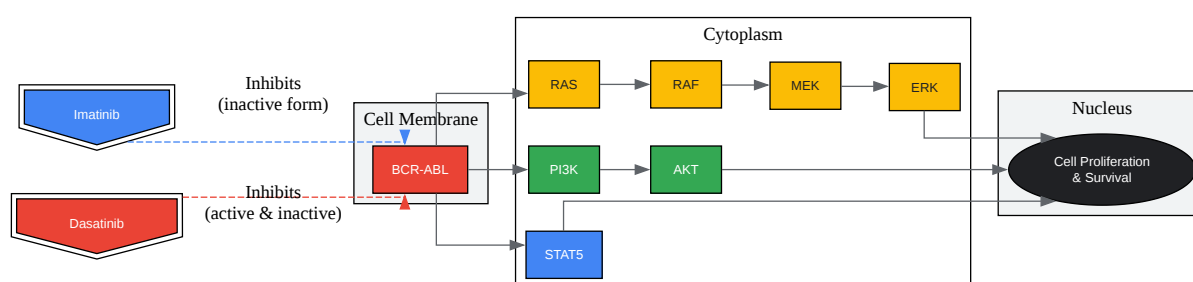 Cytoplasm
Inhibits
(inactive form)
Imatinib
Cell Membrane
BCR-ABL
RAS
RAF
MEK
ERK
Nucleus
Cell Proliferation
& Survival
PI3K
AKT
Inhibits
(active & inactive)
Dasatinib
STAT5